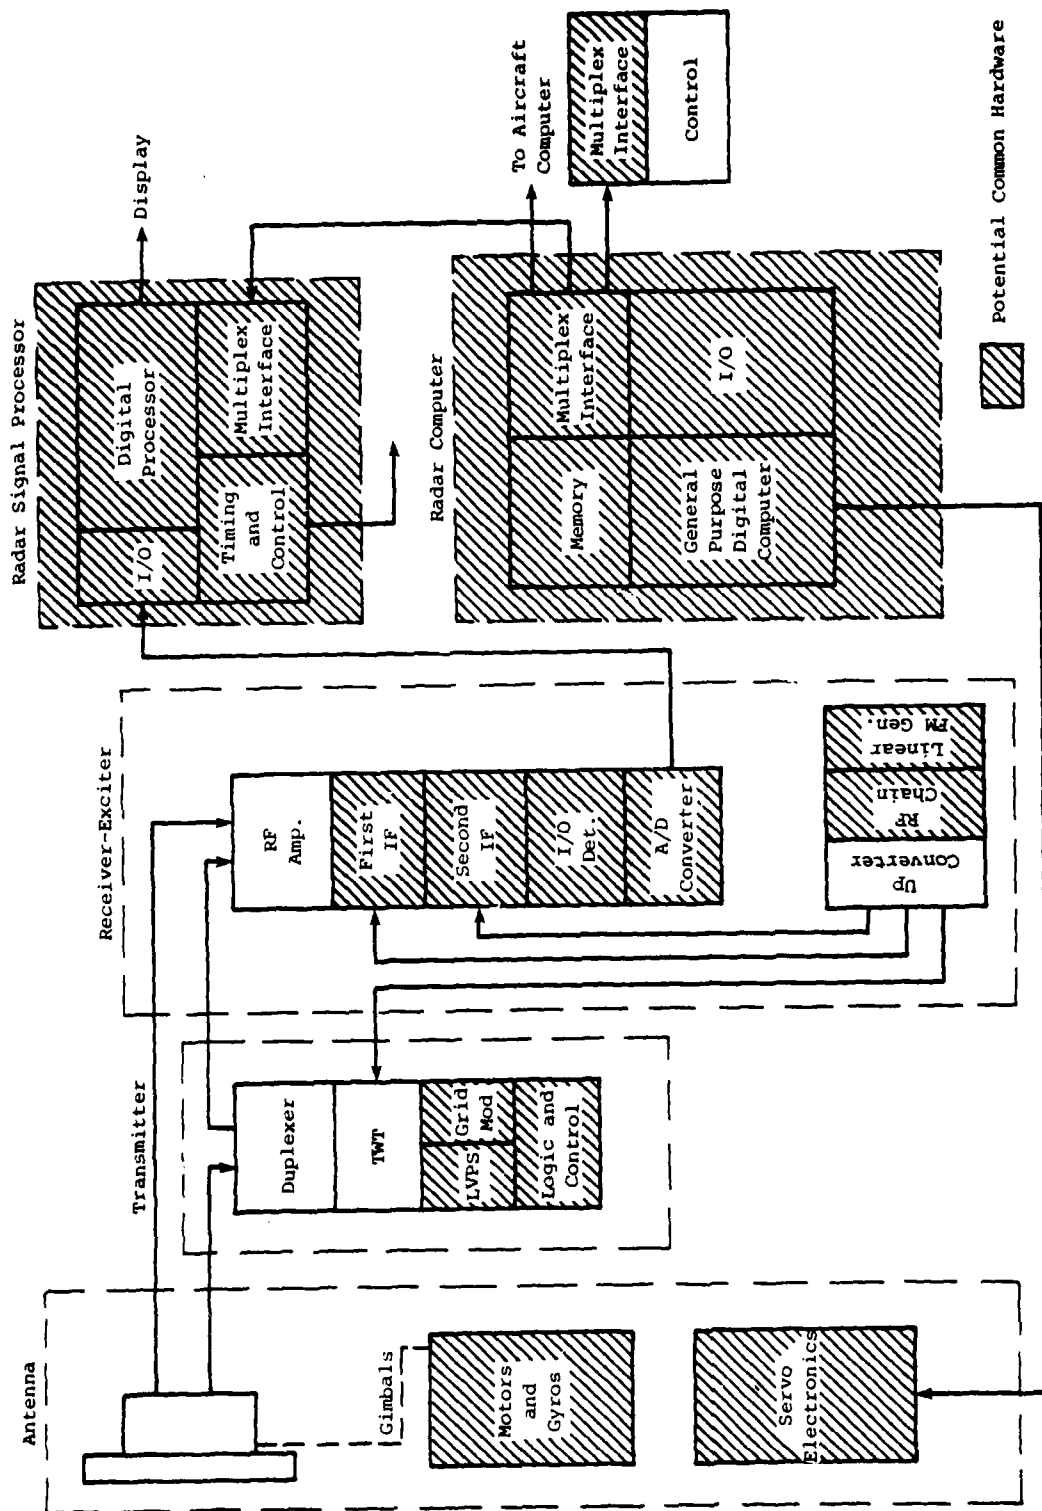 Antenna
Gimbals
Motors
and
Gyros
Servo
Electronics
Transmitter
Duplexer
TWT
LVPS
Grid
Mod
Logic and
Control
Receiver-Exciter
RF
Amp.
First
IF
Second
IF
I/O
Det.
A/D
Converter
Up
Converter
RF
Chain
Linear
FM Gen.
Radar Signal Processor
I/O
Digital
Processor
Timing
and
Control
Multiplex
Interface
Display
Radar Computer
Memory
Multiplex
Interface
General
Purpose
Digital
Computer
I/O
To Aircraft
Computer
Multiplex
Interface
Control
Potential Common Hardware